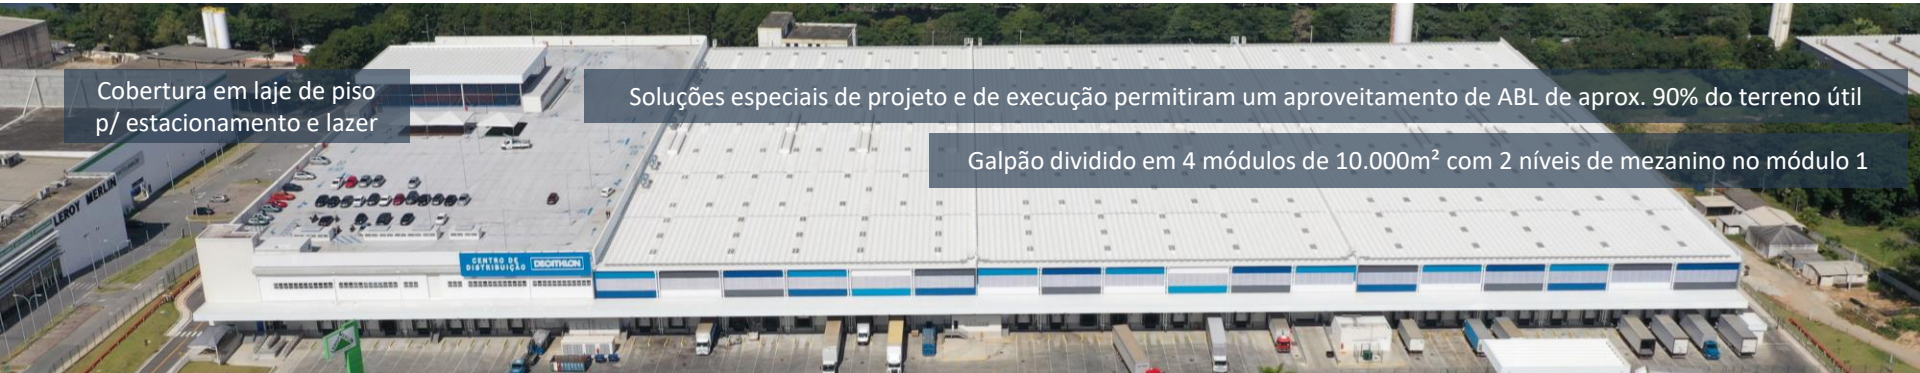 Cobertura em laje de piso
p/ estacionamento e lazer
Soluções especiais de projeto e de execução permitiram um aproveitamento de ABL de aprox. 90% do terreno útil
Galpão dividido em 4 módulos de 10.000m² com 2 níveis de mezanino no módulo 1
LEROY MERLIN
CENTRO DE
DISTRIBUIÇÃO
DECATHLON